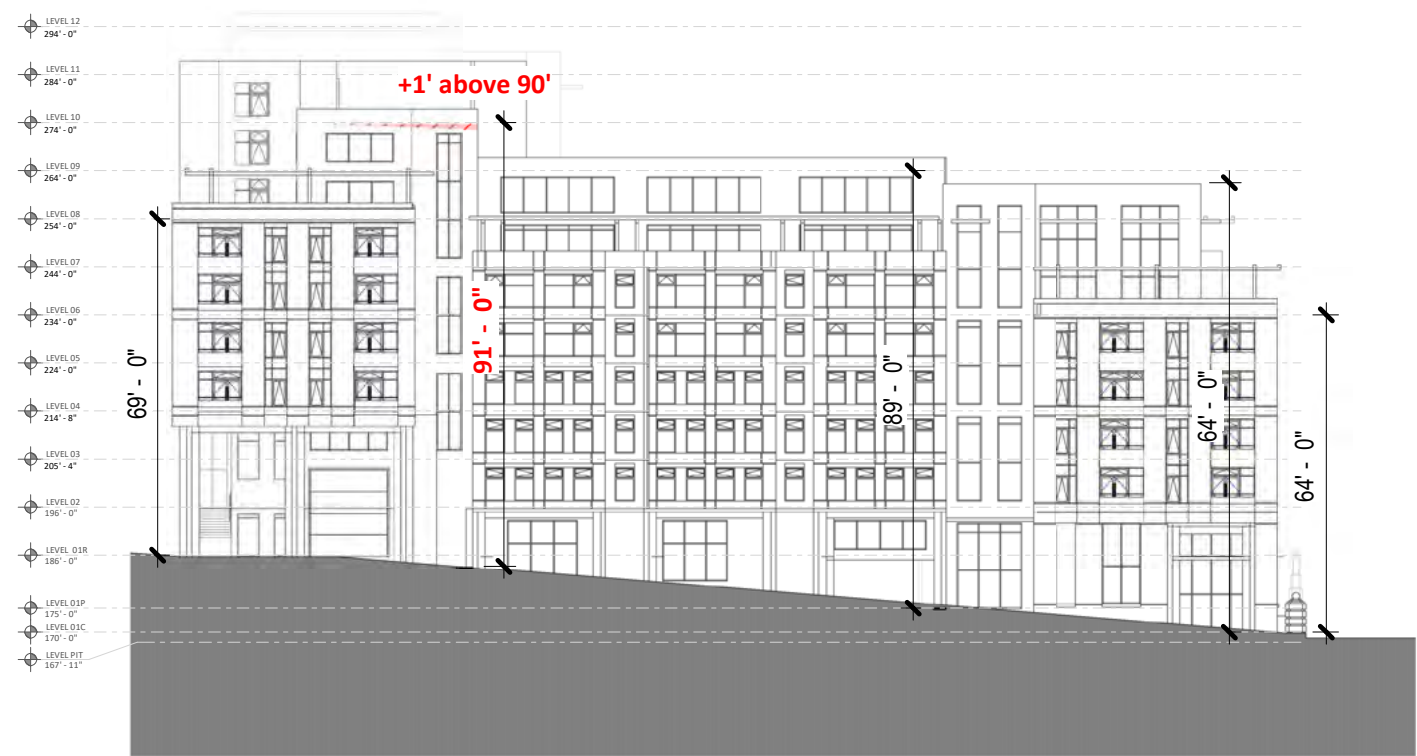 LEVEL 12
294' - 0"
LEVEL 11
284' - 0"
+1' above 90'
LEVEL 10
274' - 0"
LEVEL 09
264' - 0"
LEVEL 08
254' - 0"
LEVEL 07
244' - 0"
LEVEL 06
234' - 0"
LEVEL 05
224' - 0"
LEVEL 04
214' - 8"
LEVEL 03
205' - 4"
LEVEL 02
196' - 0"
LEVEL 01R
186' - 0"
LEVEL 01P
175' - 0"
LEVEL 01C
170' - 0"
LEVEL PIT
167' - 11"
69' - 0"
91' - 0"
89' - 0"
64' - 0"
64' - 0"